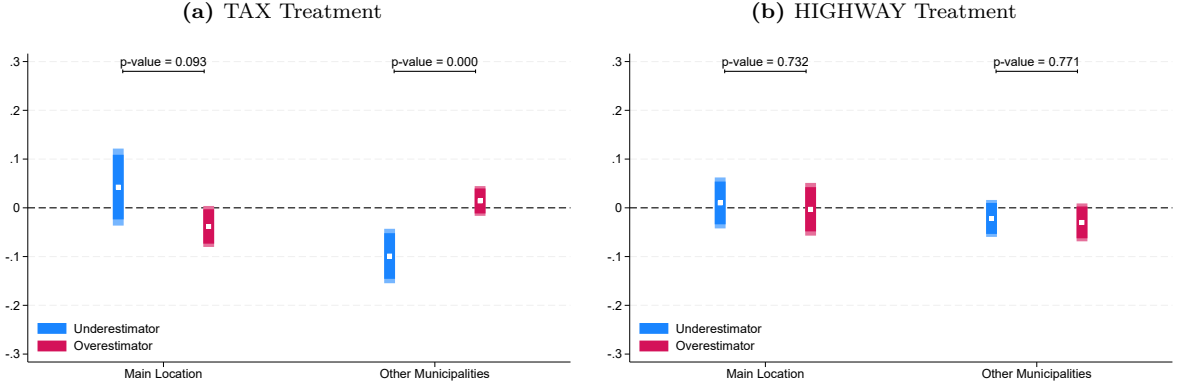 (a) TAX Treatment
p-value = 0.093
p-value = 0.000
.3
.2
.1
0
-.1
-.2
-.3
Underestimator
Overestimator
Main Location
Other Municipalities
(b) HIGHWAY Treatment
p-value = 0.732
p-value = 0.771
.3
.2
.1
0
-.1
-.2
-.3
Underestimator
Overestimator
Main Location
Other Municipalities